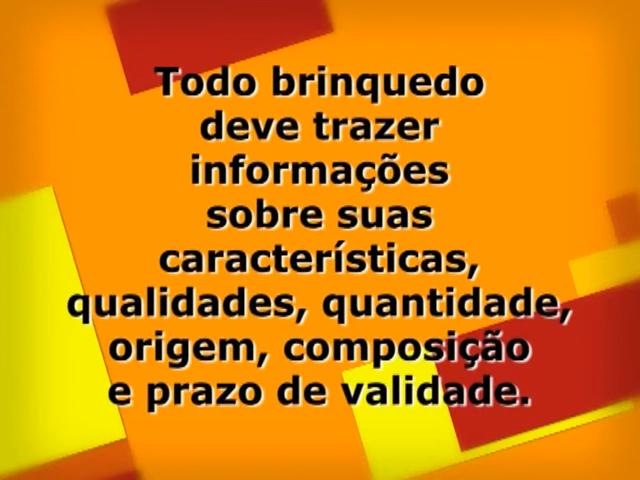 Todo brinquedo
deve trazer
informações
sobre suas
características,
qualidades, quantidade,
origem, composição
e prazo de validade.